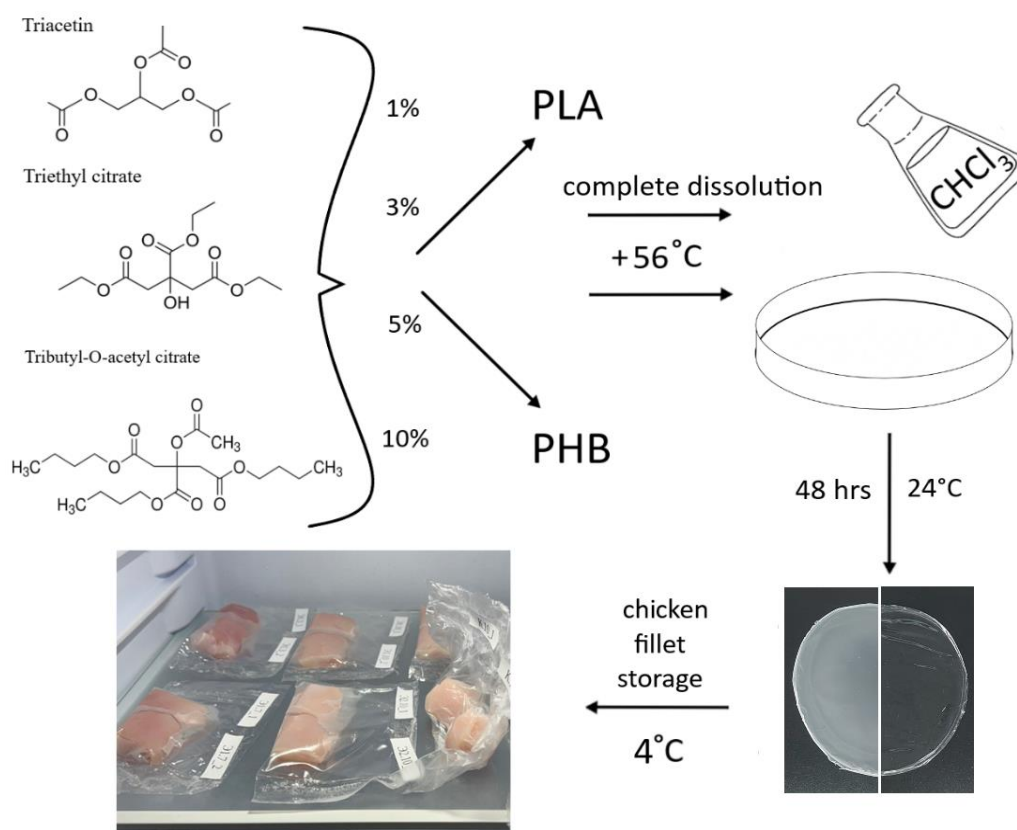 Triacetin
O
O
O
O
O
O
1%
PLA
CHCl3
complete dissolution
+56°C
Triethyl citrate
3%
O
O
O
O
O
O
OH
5%
Tributyl-O-acetyl citrate
10%
PHB
O
O
O
O
CH3
O
H3C
O
O
CH3
H3C
O
O
48 hrs
24°C
chicken
fillet
storage
4°C